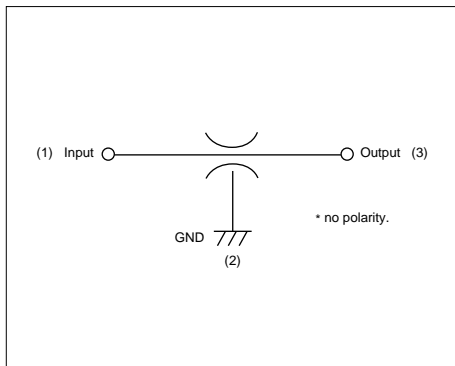 (1) Input Output (3)
* no polarity.
GND
(2)